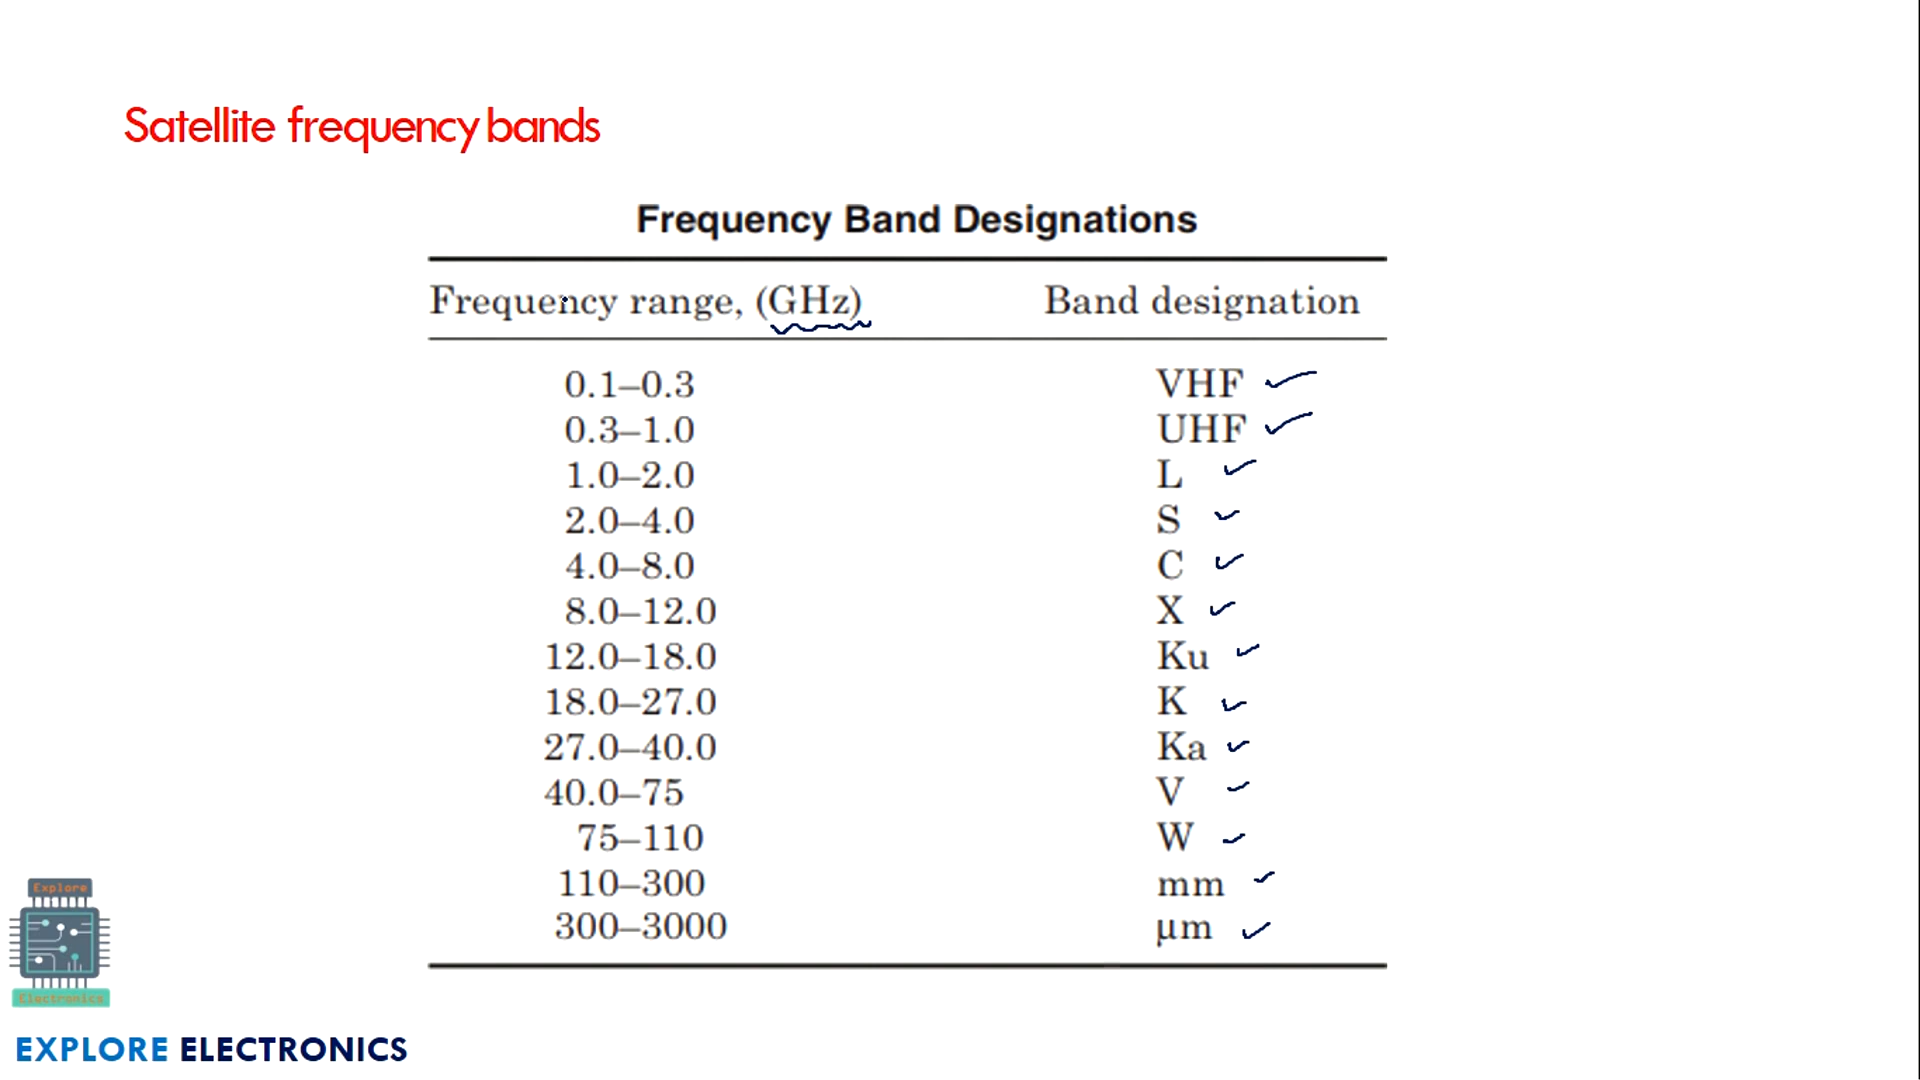 Satellite frequency bands
Frequency Band Designations
Frequency range, (GHz) Band designation
0.1–0.3 VHF
0.3–1.0 UHF
1.0–2.0 L
2.0–4.0 S
4.0–8.0 C
8.0–12.0 X
12.0–18.0 Ku
18.0–27.0 K
27.0–40.0 Ka
40.0–75 V
75–110 W
110–300 mm
300–3000 μm
Explore
Electronics
EXPLORE ELECTRONICS